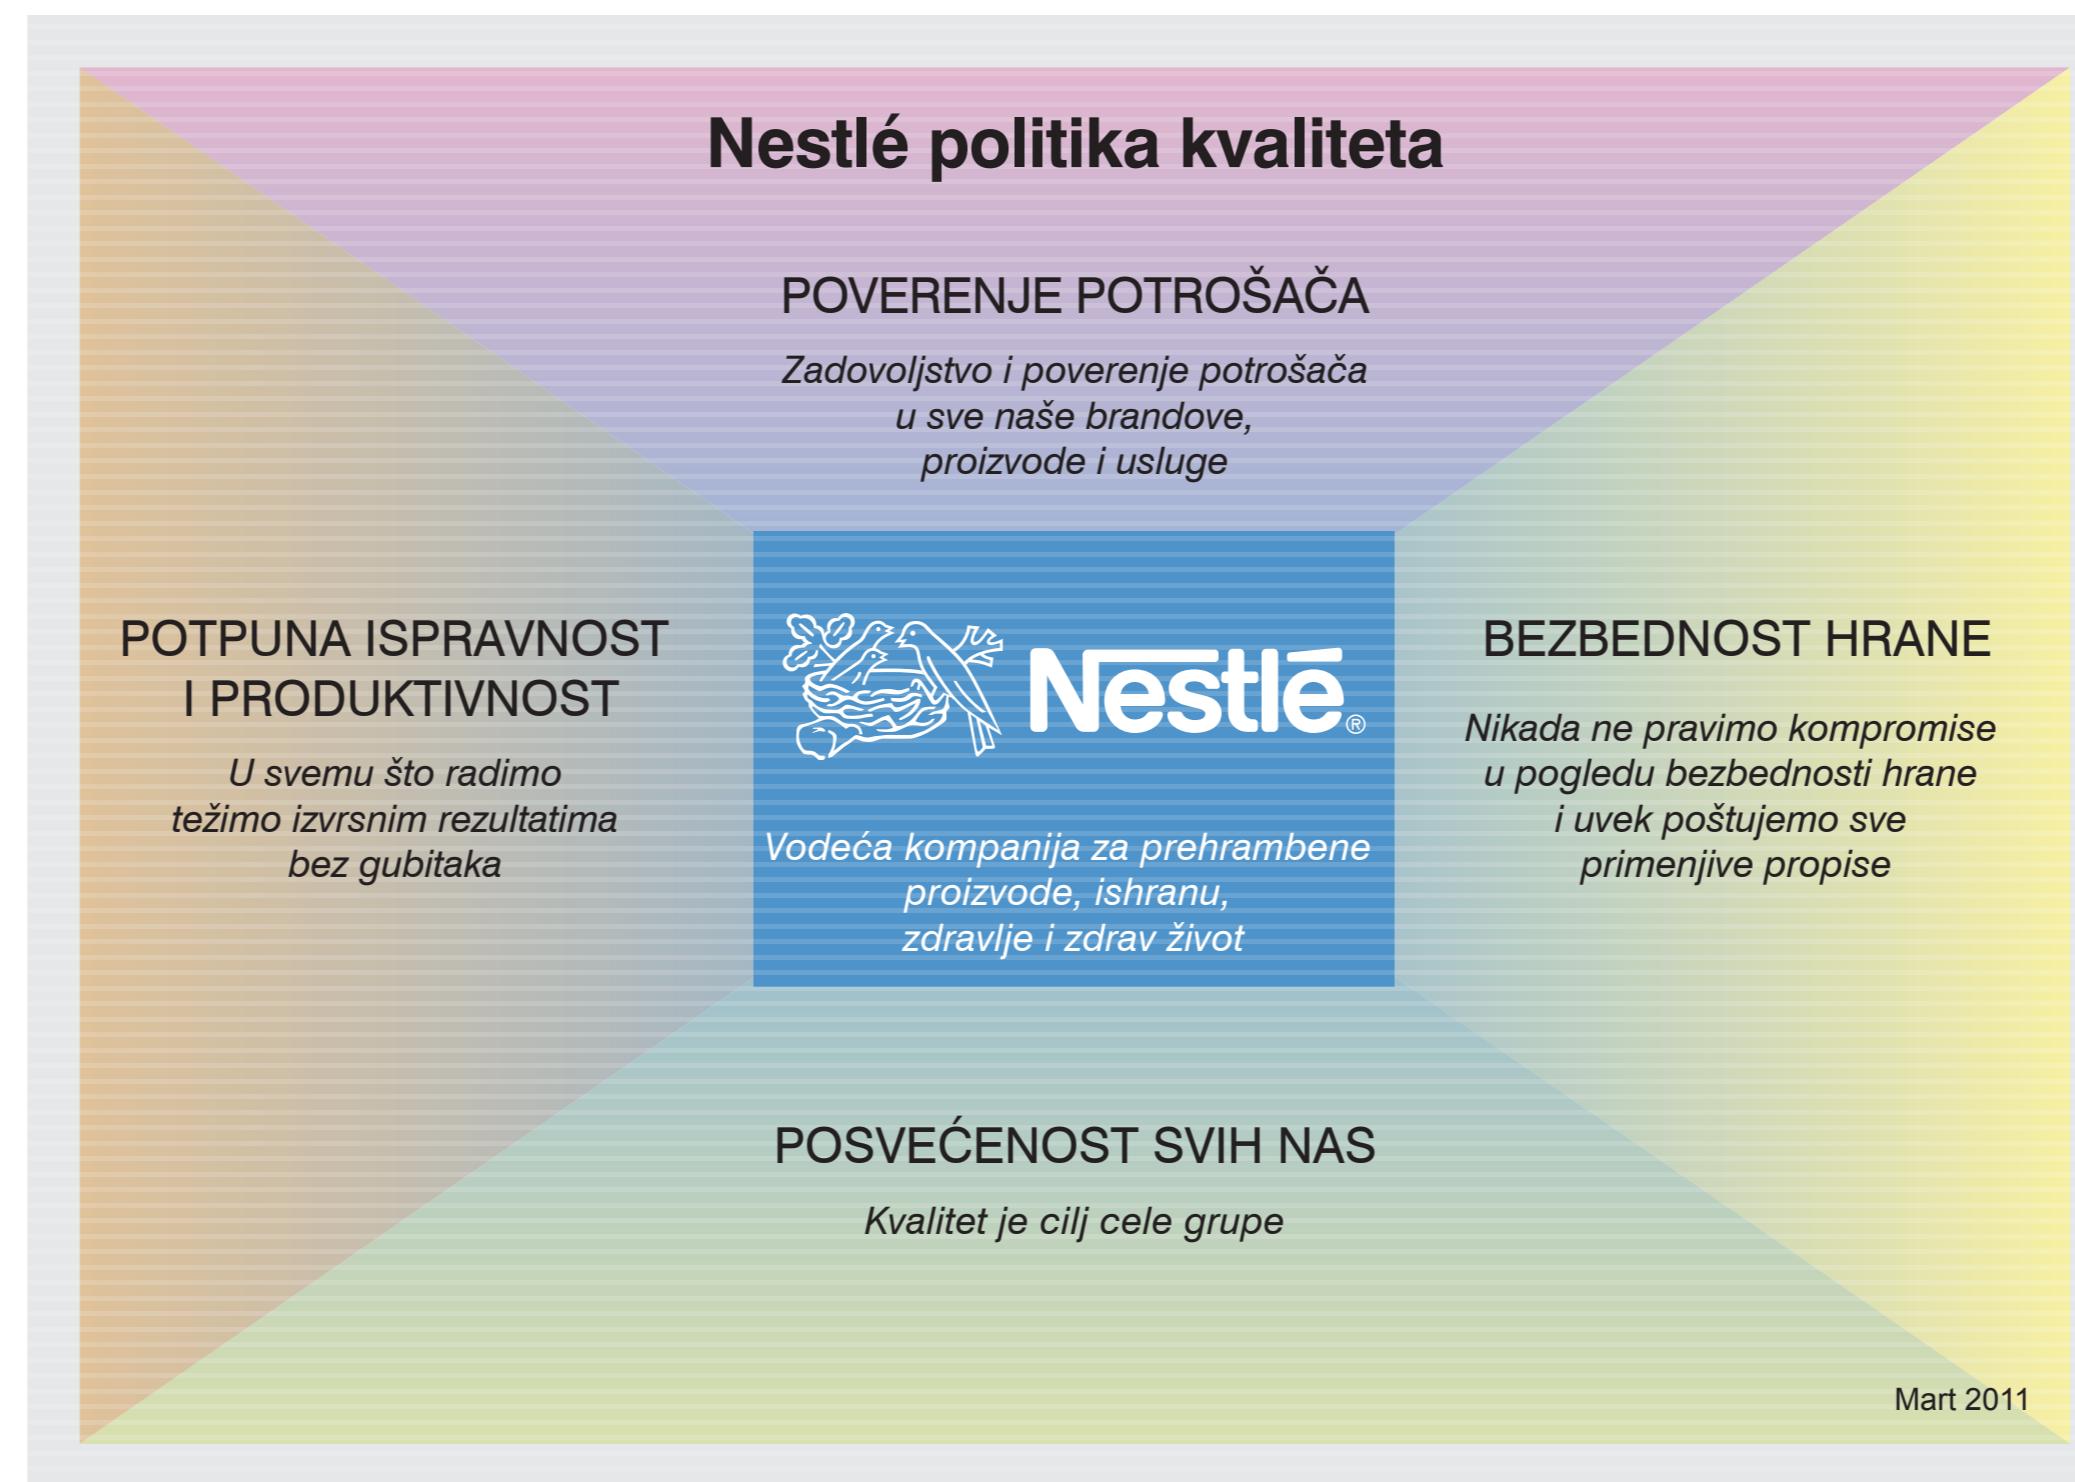 Nestlé politika kvaliteta
POVERENJE POTROŠAČA
Zadovoljstvo i poverenje potrošača
u sve naše brandove,
proizvode i usluge
POTPUNA ISPRAVNOST
I PRODUKTIVNOST
U svemu što radimo
težimo izvrsnim rezultatima
bez gubitaka
Nestlé®
Vodeća kompanija za prehrambene
proizvode, ishranu,
zdravlje i zdrav život
BEZBEDNOST HRANE
Nikada ne pravimo kompromise
u pogledu bezbednosti hrane
i uvek poštujemo sve
primenjive propise
POSVEĆENOST SVIH NAS
Kvalitet je cilj cele grupe
Mart 2011